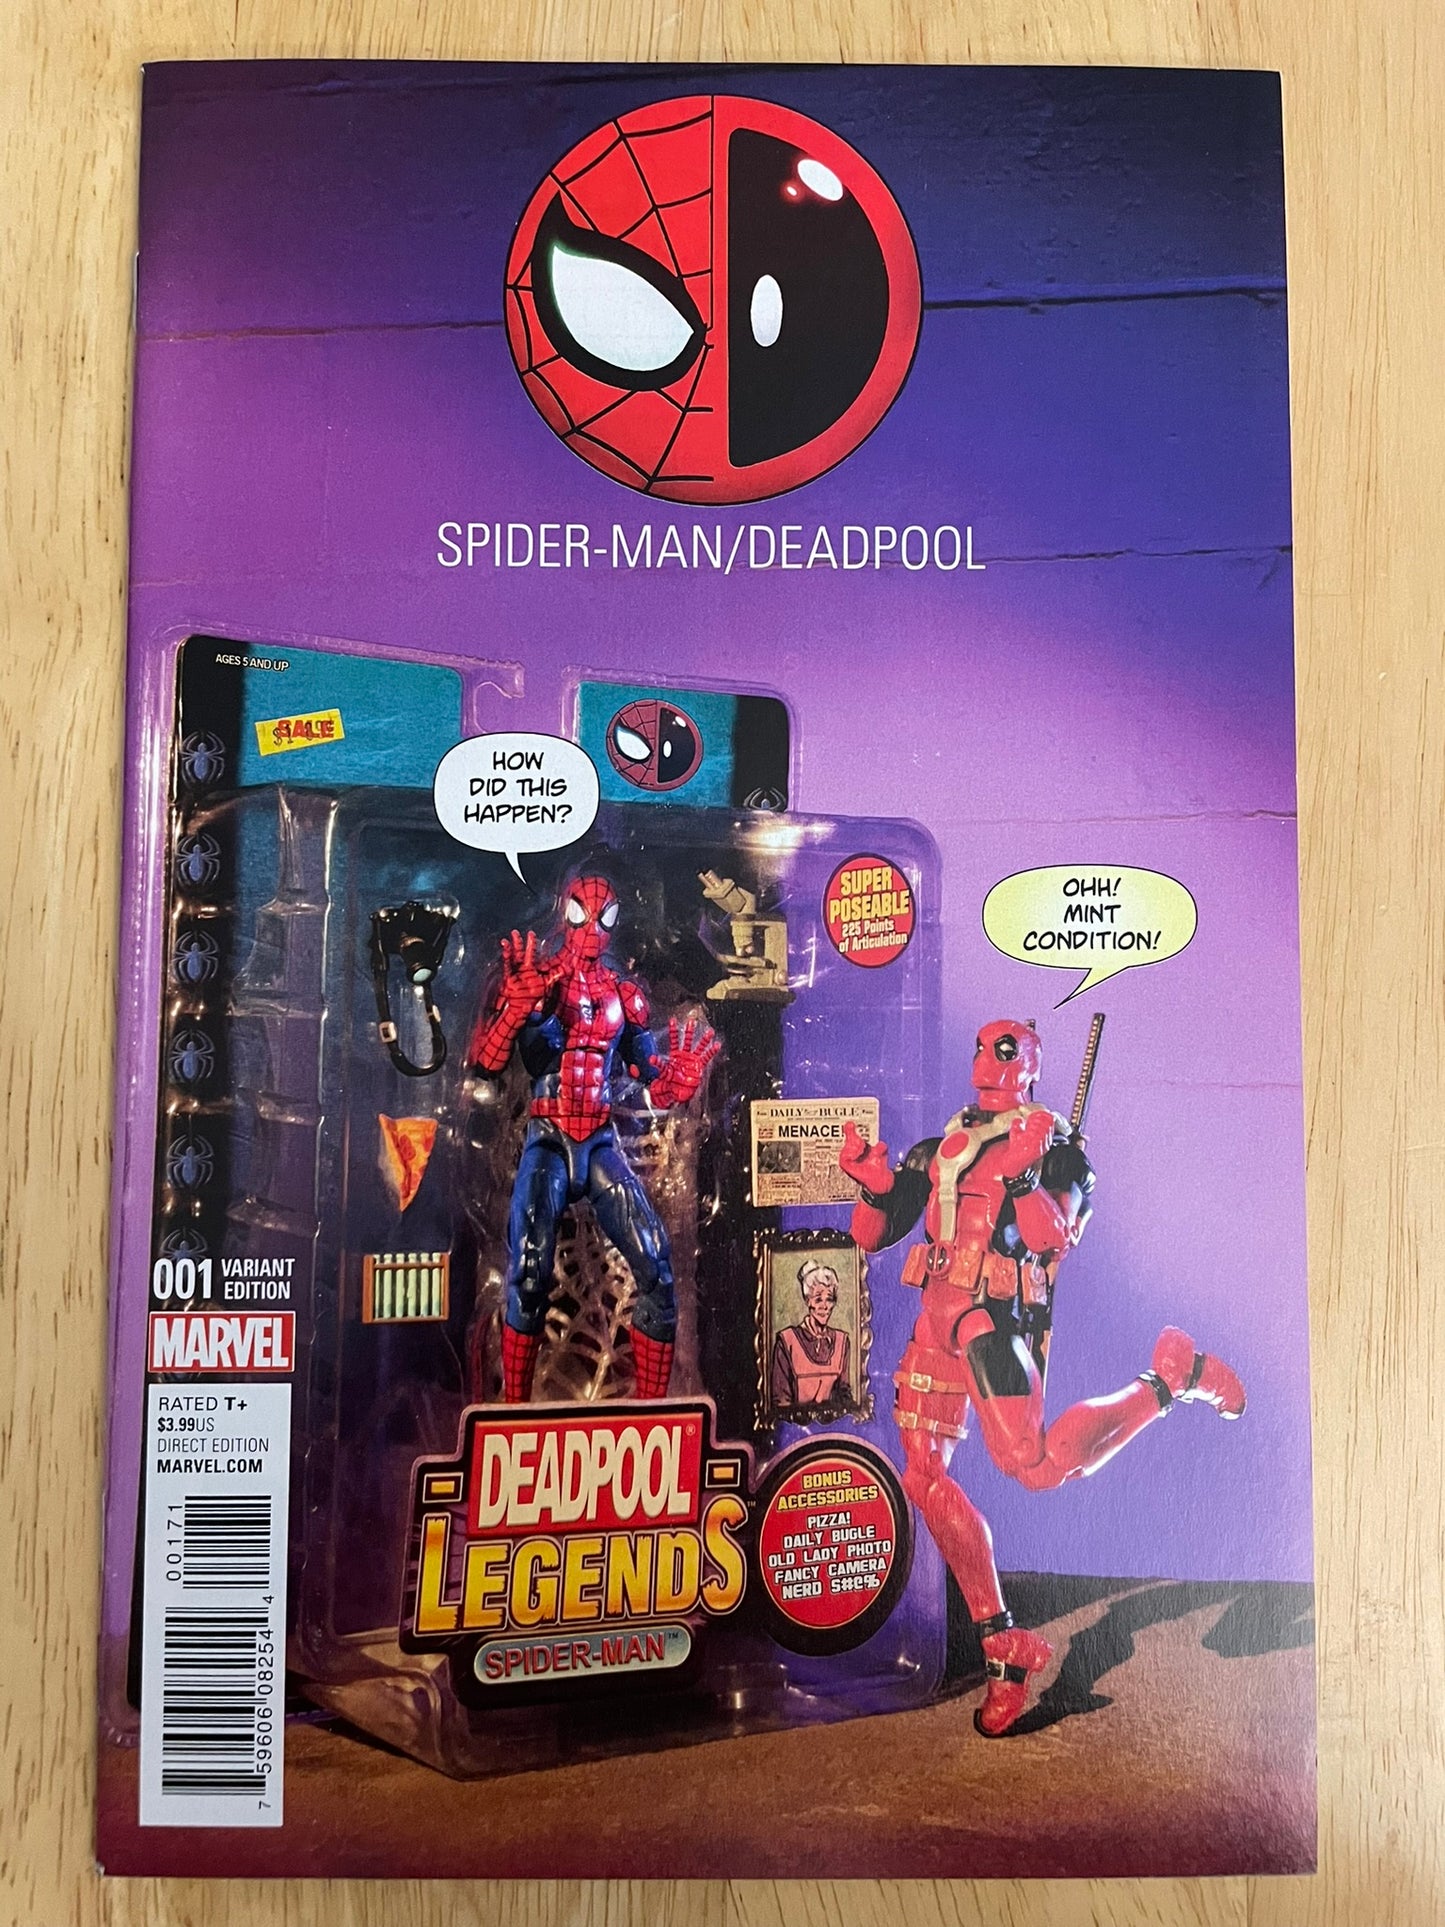 SPIDER-MAN/DEADPOOL
AGES 5 AND UP
SALE
HOW
DID THIS
HAPPEN?
SUPER
POSEABLE
225 Points
of Articulation
OHH!
MINT
CONDITION!
DAILY BUGLE
MENACE!
001 VARIANT
EDITION
MARVEL
RATED T+
$3.99US
DIRECT EDITION
MARVEL.COM
00171
7 59606 08254 4
DEADPOOL®
LEGENDS™
SPIDER-MAN™
BONUS
ACCESSORIES
PIZZA!
DAILY BUGLE
OLD LADY PHOTO
FANCY CAMERA
NERD S#@%